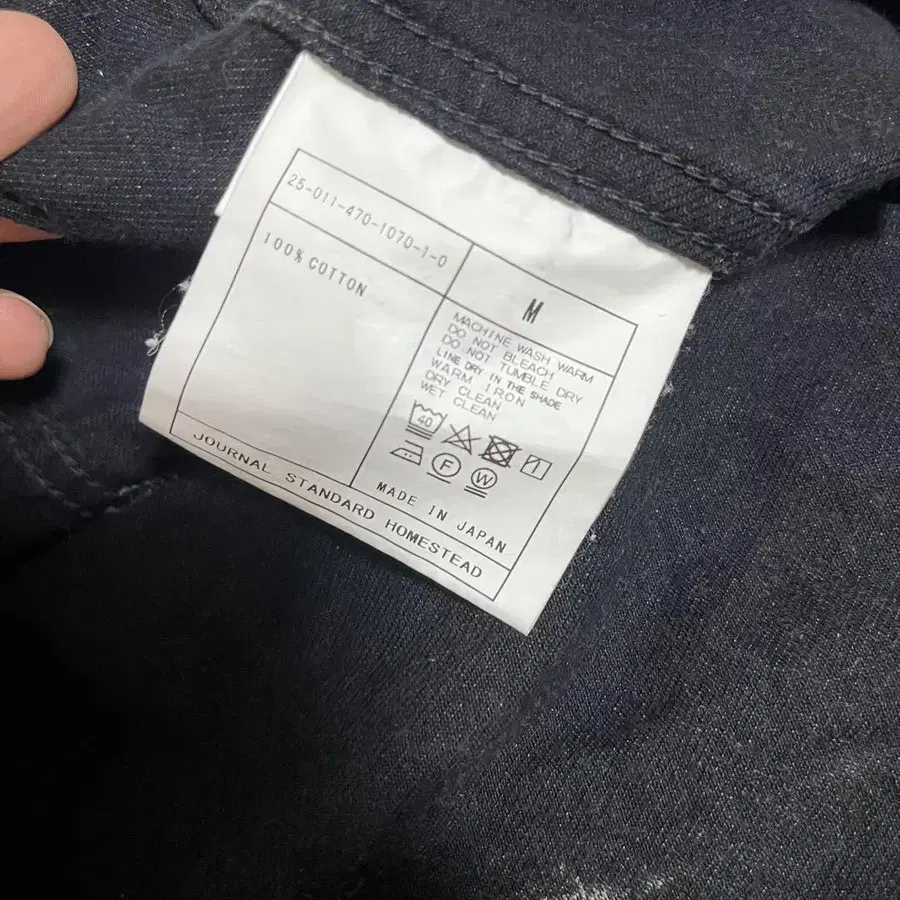 25-011-470-1070-1-0
M
100% COTTON
MACHINE WASH WARM
DO NOT BLEACH
DO NOT TUMBLE DRY
LINE DRY IN THE SHADE
WARM IRON
DRY CLEAN
WET CLEAN
40
F W
MADE IN JAPAN
JOURNAL STANDARD HOMESTEAD